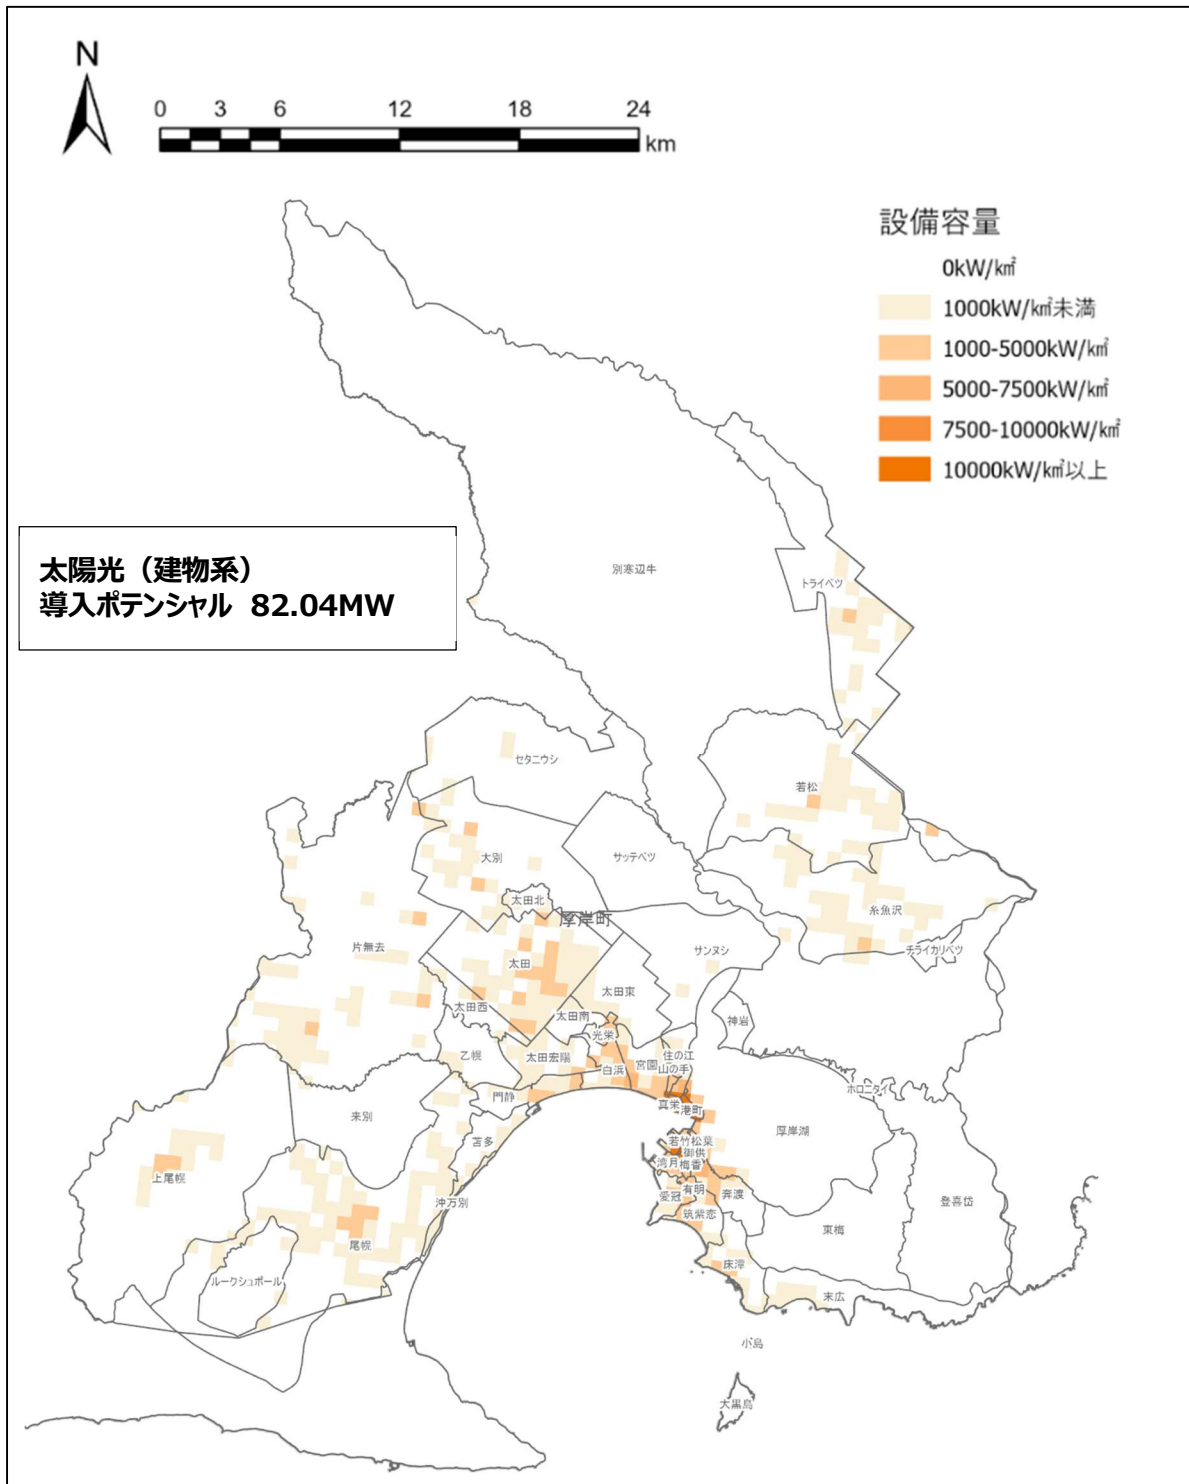 N
0 3 6 12 18 24
km
設備容量
0kW/k㎡
1000kW/k㎡未満
1000-5000kW/k㎡
5000-7500kW/k㎡
7500-10000kW/k㎡
10000kW/k㎡以上
太陽光（建物系）
導入ポテンシャル 82.04MW
別寒辺牛
トライベツ
セタニウシ
若松
大別
サッテベツ
太田北
厚岸町
糸魚沢
片無去
太田
サンヌシ
チライカリベツ
太田東
太田西
太田南
神岩
光栄
乙幌
太田宏陽
宮園
住の江
白浜
山の手
ホロニタイ
門静
真栄
港町
来別
苫多
厚岸湖
若竹
松葉
御供
湾月
梅香
上尾幌
有明
奔渡
愛冠
沖万別
筑紫恋
東梅
登喜岱
尾幌
床潭
ルークシュポール
末広
小島
大黒島